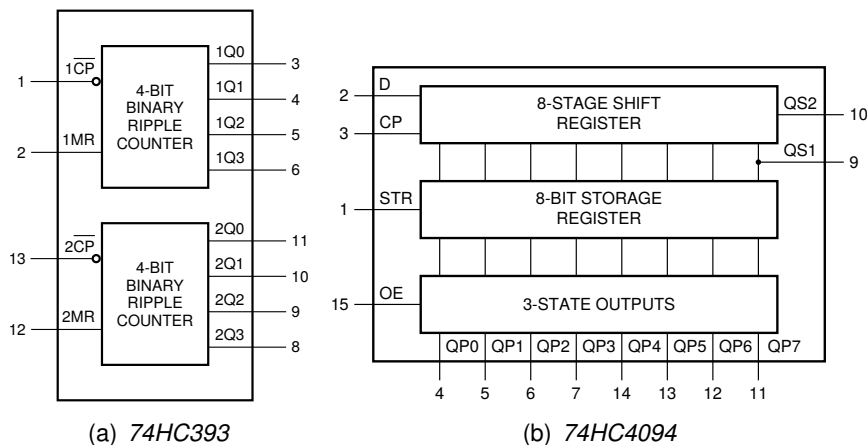 1
1CP
4-BIT
BINARY
RIPPLE
COUNTER
1Q0
3
1Q1
4
1Q2
5
2
1MR
1Q3
6
13
2CP
4-BIT
BINARY
RIPPLE
COUNTER
2Q0
11
2Q1
10
2Q2
9
12
2MR
2Q3
8
(a) 74HC393
2
D
3
CP
8-STAGE SHIFT
REGISTER
QS2
10
QS1
9
1
STR
8-BIT STORAGE
REGISTER
15
OE
3-STATE OUTPUTS
QP0 QP1 QP2 QP3 QP4 QP5 QP6 QP7
4 5 6 7 14 13 12 11
(b) 74HC4094